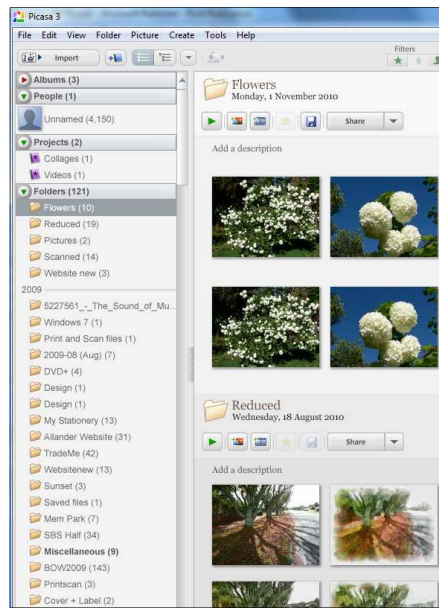 Picasa 3
File Edit View Folder Picture Create Tools Help
Import
Filters
Albums (3)
People (1)
Unnamed (4,150)
Projects (2)
Collages (1)
Videos (1)
Folders (121)
Flowers (10)
Reduced (19)
Pictures (2)
Scanned (14)
Website new (3)
2009
5227561_-_The_Sound_of_Mu...
Windows 7 (1)
Print and Scan files (1)
2009-08 (Aug) (7)
DVD+ (4)
Design (1)
Design (1)
My Stationery (13)
Allander Website (31)
TradeMe (42)
Websitenew (13)
Sunset (3)
Saved files (1)
Mem Park (7)
SBS Half (34)
Miscellaneous (9)
BOW2009 (143)
Printscan (3)
Cover + Label (2)
Flowers
Monday, 1 November 2010
Share
Add a description
Reduced
Wednesday, 18 August 2010
Share
Add a description